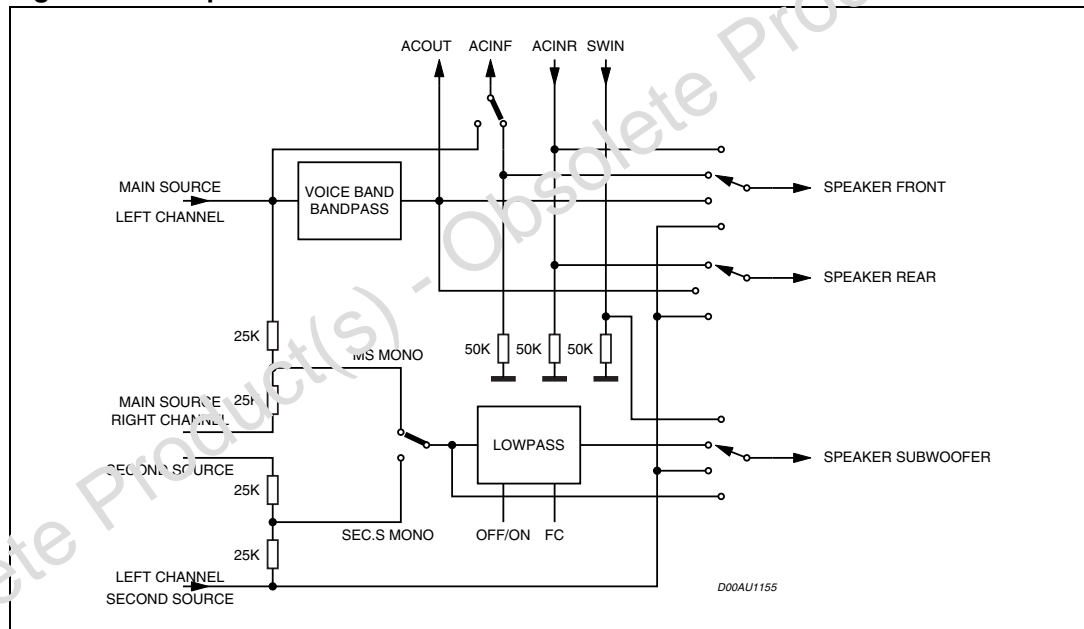 ACOUT ACINF ACINR SWIN
MAIN SOURCE
LEFT CHANNEL
VOICE BAND
BANDPASS
SPEAKER FRONT
SPEAKER REAR
25K
50K 50K 50K
MS MONO
25K
MAIN SOURCE
RIGHT CHANNEL
LOWPASS
SPEAKER SUBWOOFER
SECOND SOURCE
25K
SEC.S MONO
OFF/ON FC
25K
LEFT CHANNEL
SECOND SOURCE
D00AU1155
Product(s) - Obsolete